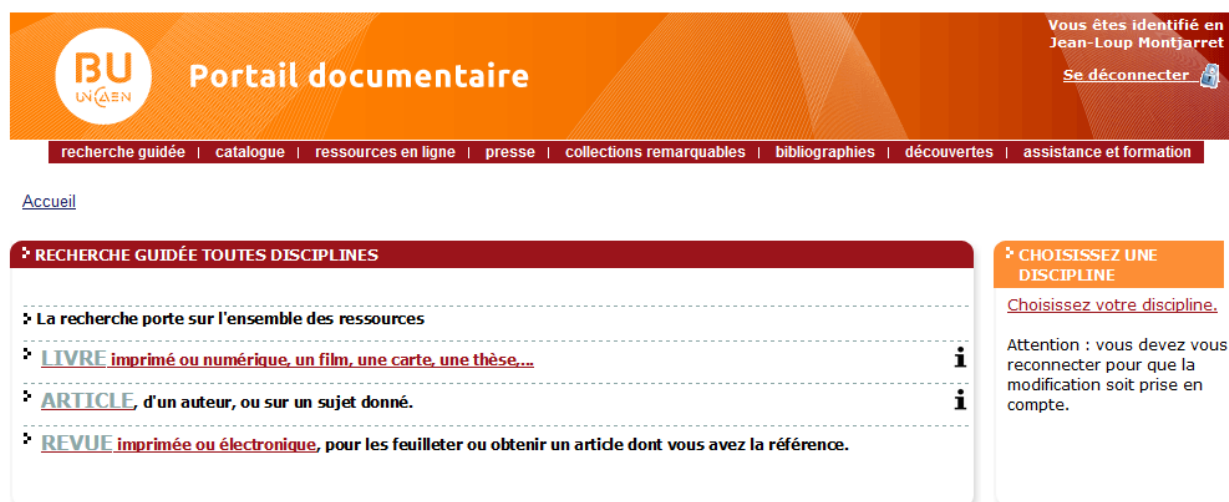 BU
UNICAEN
Portail documentaire
Vous êtes identifié en
Jean-Loup Montjarret
Se déconnecter
recherche guidée | catalogue | ressources en ligne | presse | collections remarquables | bibliographies | découvertes | assistance et formation
Accueil
RECHERCHE GUIDÉE TOUTES DISCIPLINES
La recherche porte sur l'ensemble des ressources
LIVRE imprimé ou numérique, un film, une carte, une thèse,... i
ARTICLE, d'un auteur, ou sur un sujet donné. i
REVUE imprimée ou électronique, pour les feuilleter ou obtenir un article dont vous avez la référence.
CHOISISSEZ UNE
DISCIPLINE
Choisissez votre discipline.
Attention : vous devez vous
reconnecter pour que la
modification soit prise en
compte.